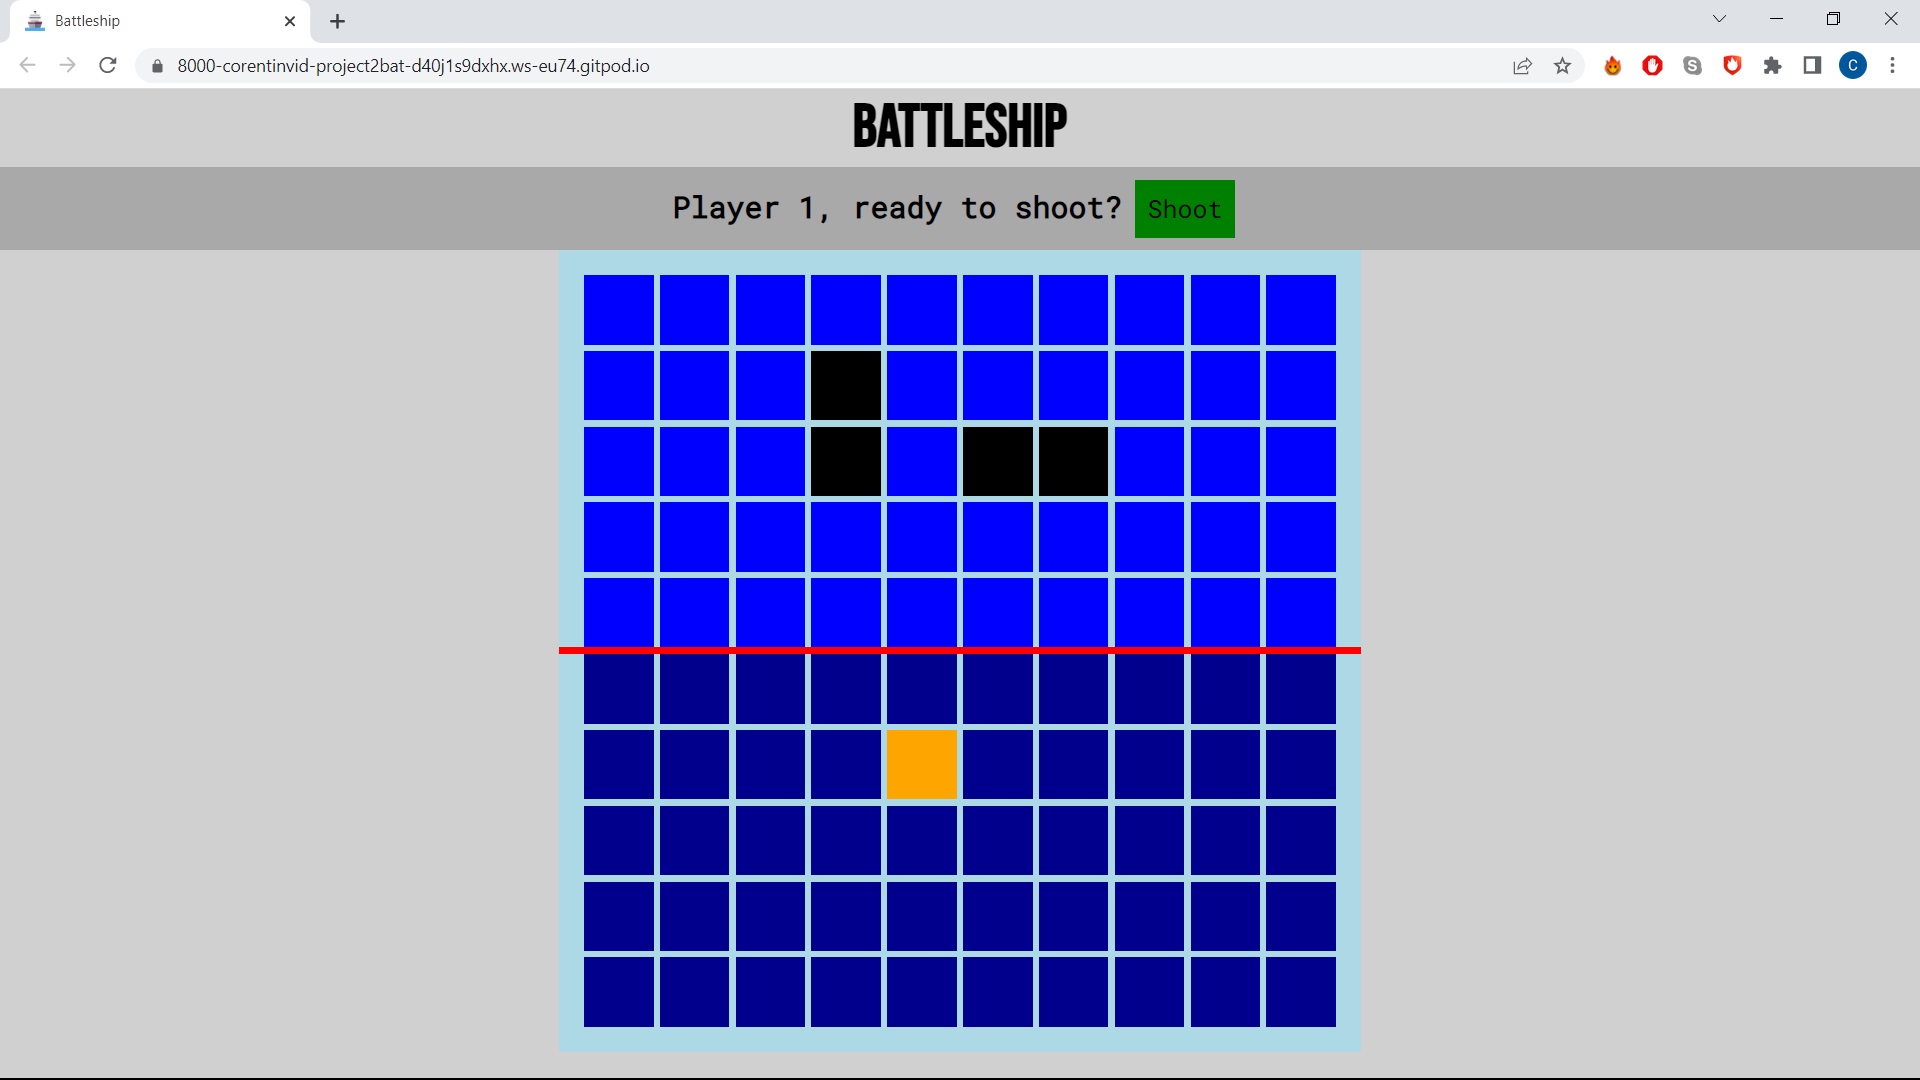 Battleship
8000-corentinvid-project2bat-d40j1s9dxhx.ws-eu74.gitpod.io
C
BATTLESHIP
Player 1, ready to shoot? Shoot